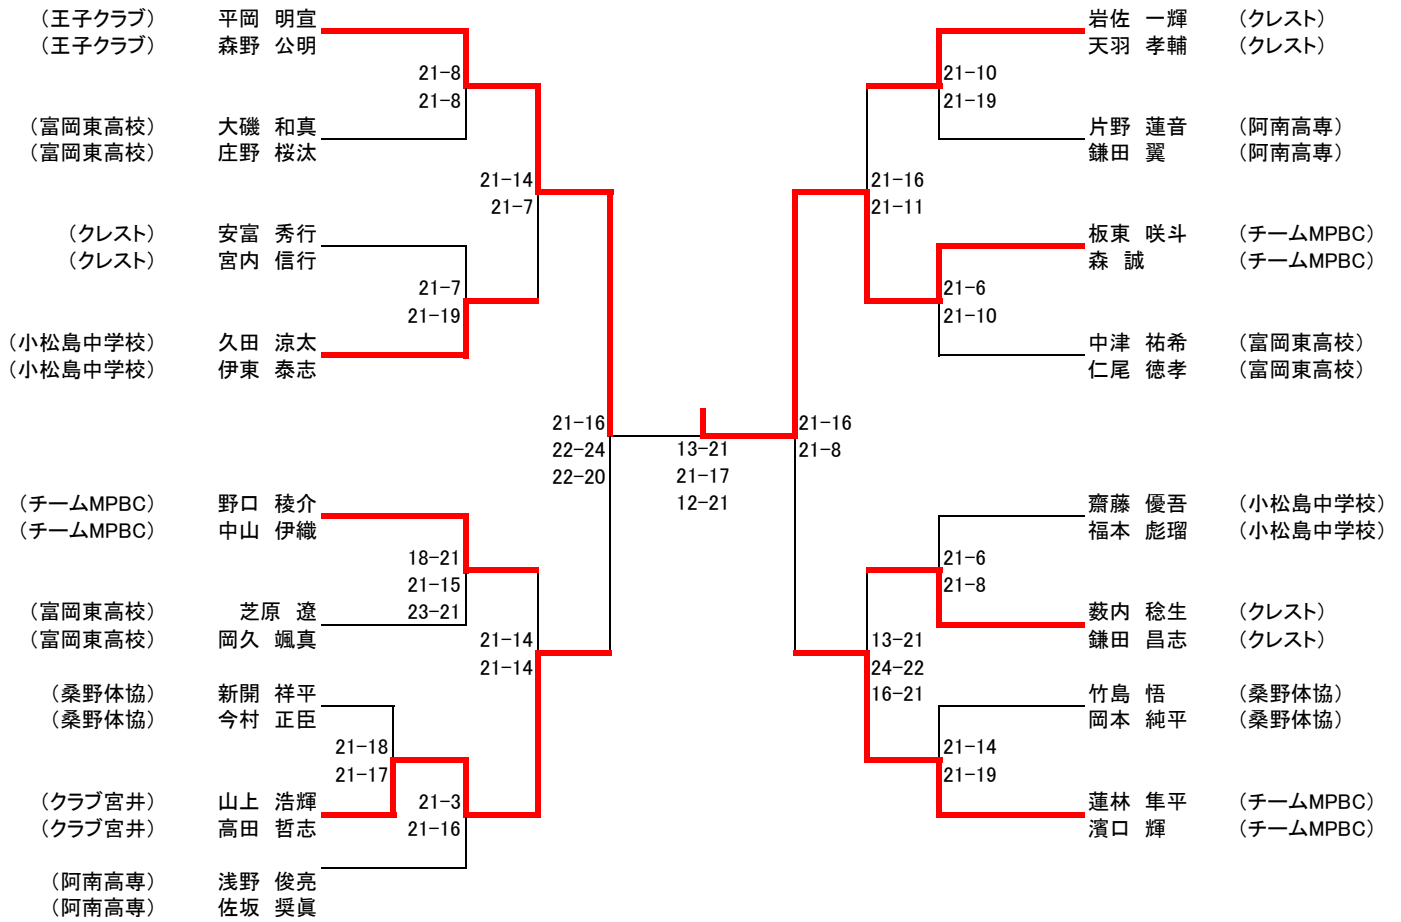 （王子クラブ） 平岡 明宣
（王子クラブ） 森野 公明
21-8
21-8
（富岡東高校） 大磯 和真
（富岡東高校） 庄野 桜汰
21-14
21-7
（クレスト） 安富 秀行
（クレスト） 宮内 信行
21-7
21-19
（小松島中学校） 久田 涼太
（小松島中学校） 伊東 泰志
21-16
22-24
22-20
（チームMPBC） 野口 稜介
（チームMPBC） 中山 伊織
18-21
21-15
23-21
（富岡東高校） 芝原 遼
（富岡東高校） 岡久 颯真
21-14
21-14
（桑野体協） 新開 祥平
（桑野体協） 今村 正臣
21-18
21-17
（クラブ宮井） 山上 浩輝
（クラブ宮井） 高田 哲志
21-3
21-16
（阿南高専） 浅野 俊亮
（阿南高専） 佐坂 奨眞
13-21
21-17
12-21
岩佐 一輝 （クレスト）
天羽 孝輔 （クレスト）
21-10
21-19
片野 蓮音 （阿南高専）
鎌田 翼 （阿南高専）
21-16
21-11
板東 咲斗 （チームMPBC）
森 誠 （チームMPBC）
21-6
21-10
中津 祐希 （富岡東高校）
仁尾 徳孝 （富岡東高校）
21-16
21-8
齋藤 優吾 （小松島中学校）
福本 彪瑠 （小松島中学校）
21-6
21-8
薮内 稔生 （クレスト）
鎌田 昌志 （クレスト）
13-21
24-22
16-21
竹島 悟 （桑野体協）
岡本 純平 （桑野体協）
21-14
21-19
蓮林 隼平 （チームMPBC）
濱口 輝 （チームMPBC）